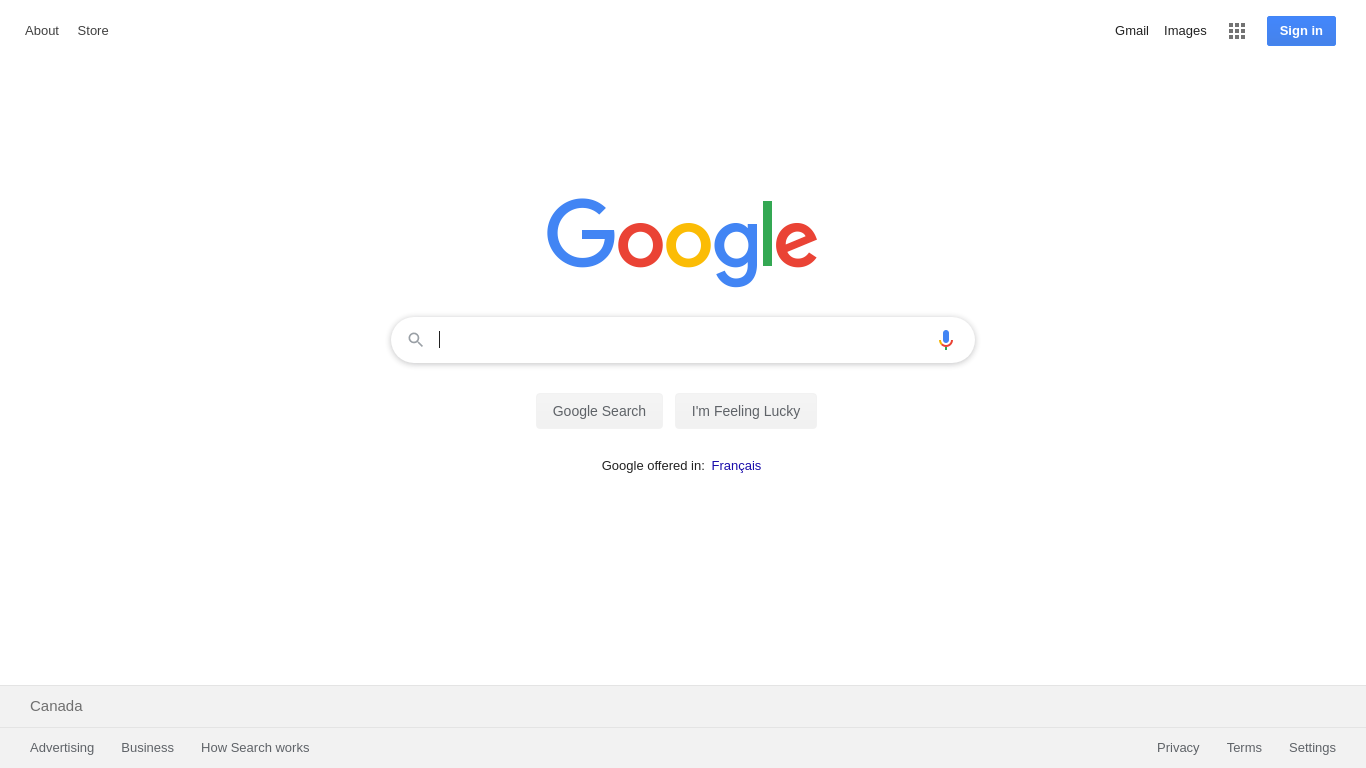 About Store Gmail Images Sign in
Google
Google Search I'm Feeling Lucky
Google offered in: Français
Canada
Advertising Business How Search works Privacy Terms Settings